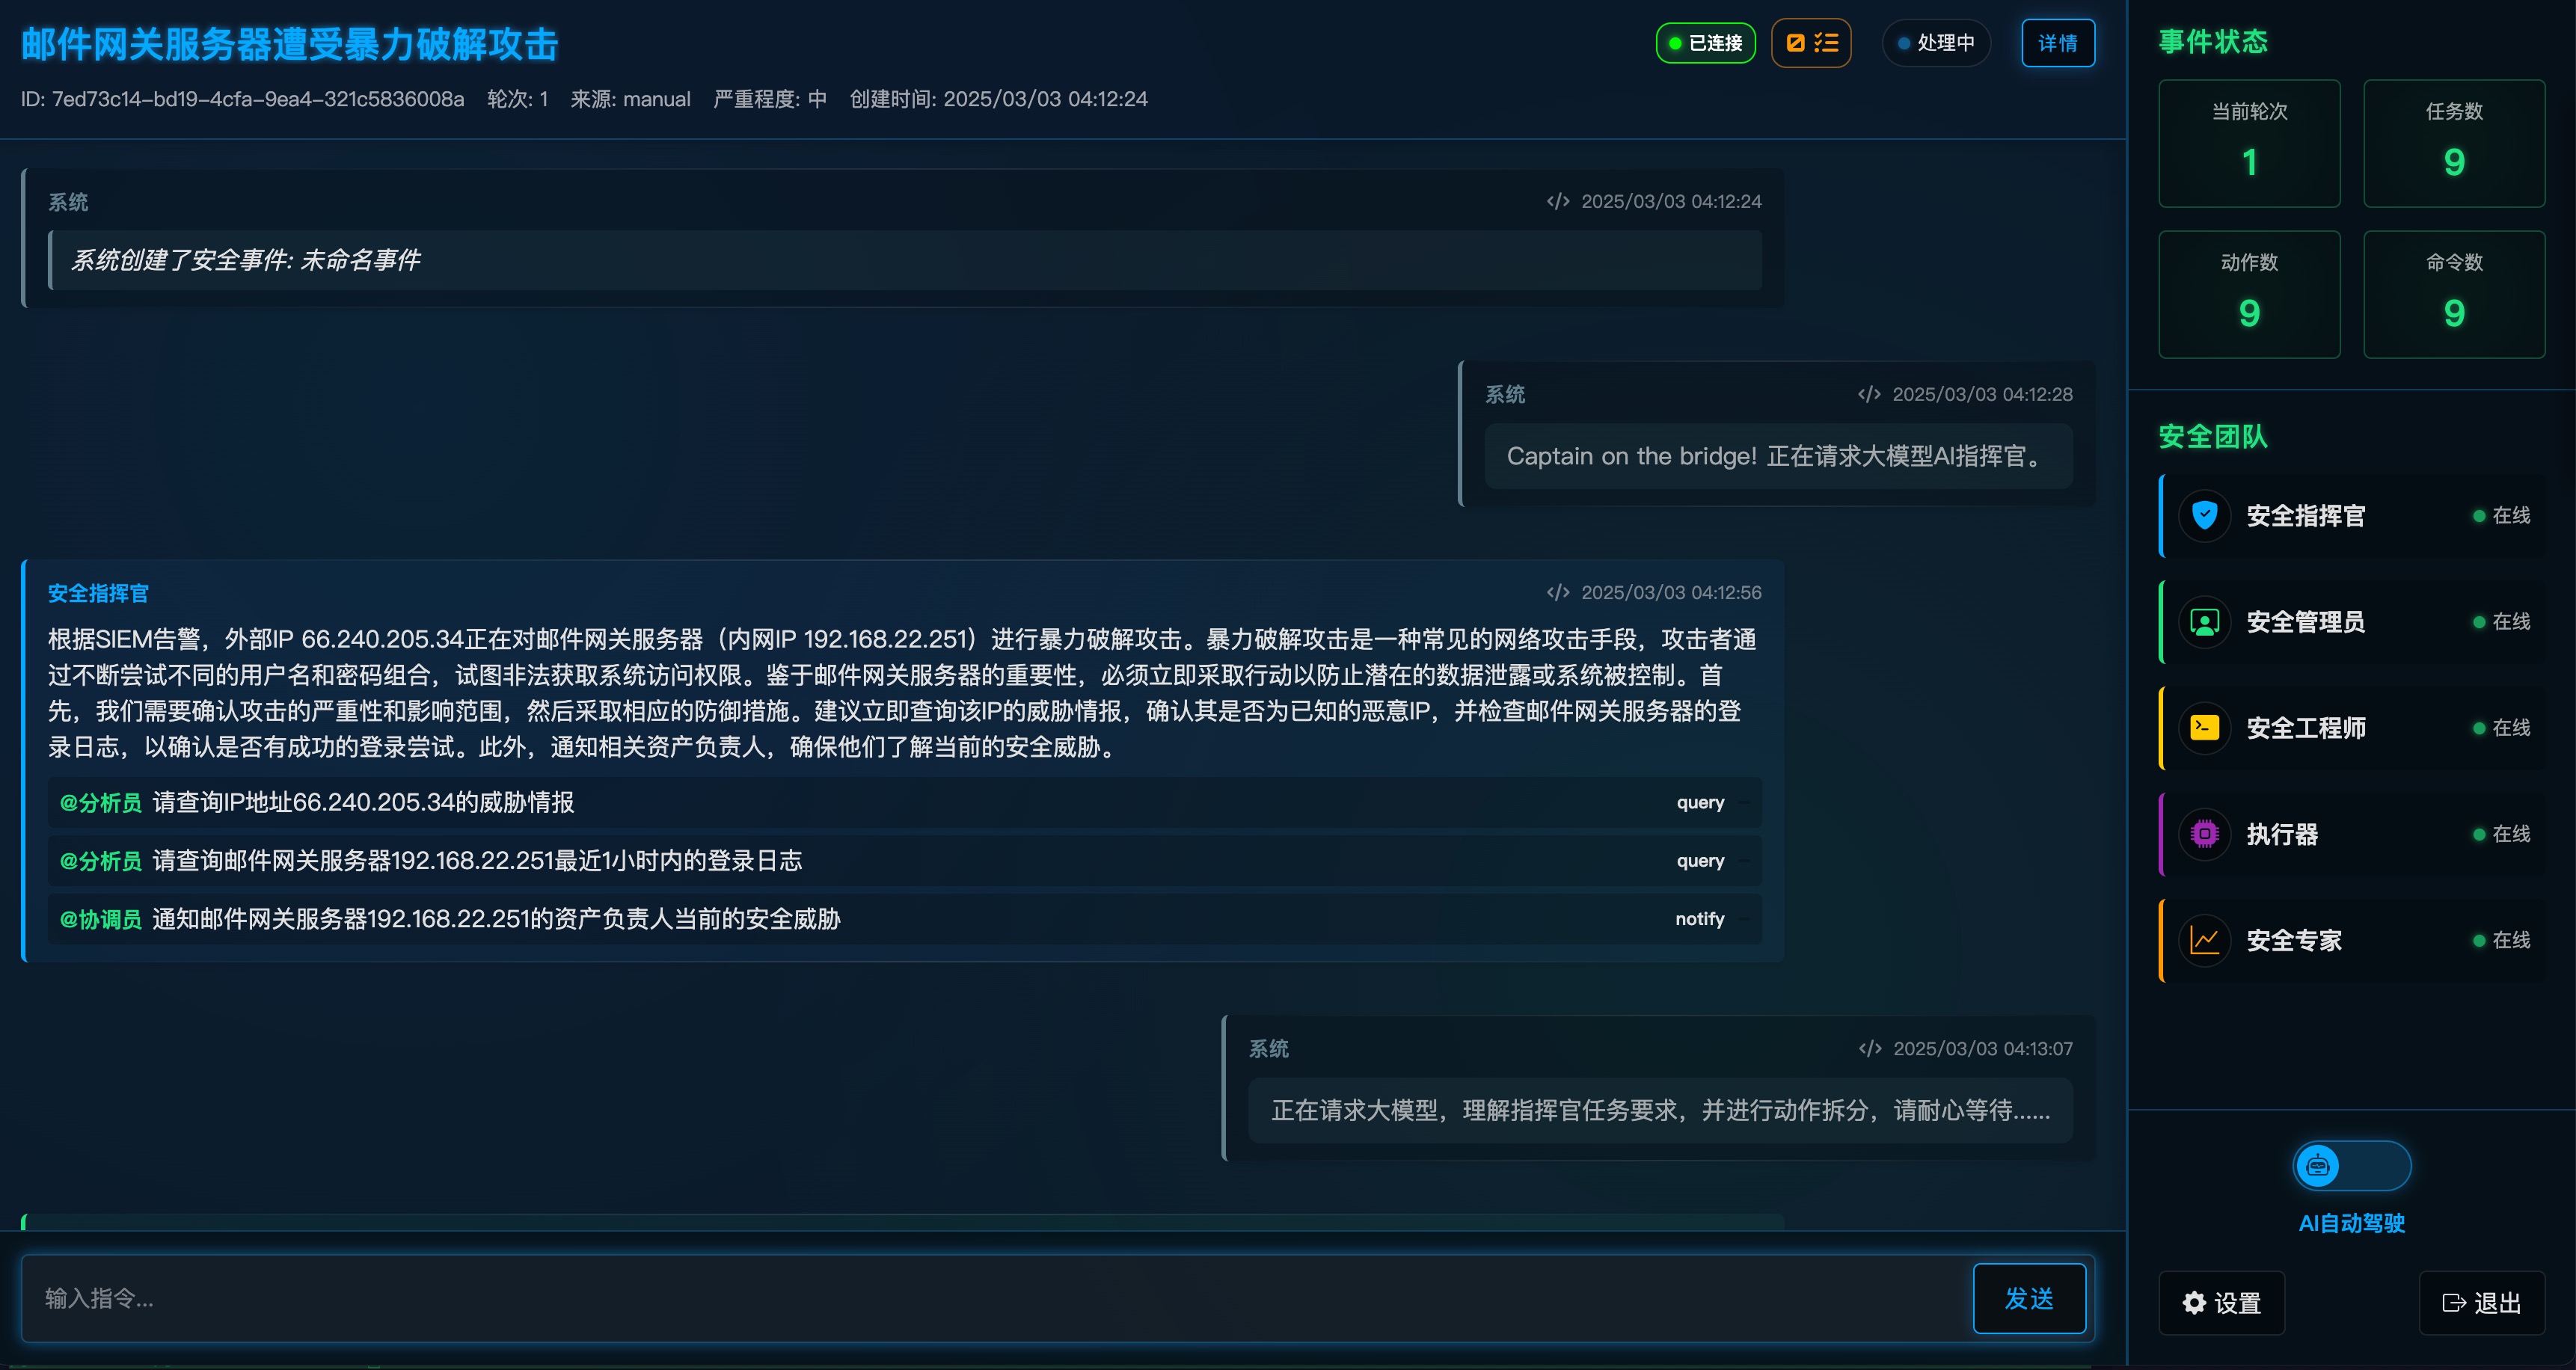 邮件网关服务器遭受暴力破解攻击
已连接
处理中
详情
ID: 7ed73c14-bd19-4cfa-9ea4-321c5836008a 轮次: 1 来源: manual 严重程度: 中 创建时间: 2025/03/03 04:12:24
系统
</> 2025/03/03 04:12:24
系统创建了安全事件: 未命名事件
系统
</> 2025/03/03 04:12:28
Captain on the bridge! 正在请求大模型AI指挥官。
安全指挥官
</> 2025/03/03 04:12:56
根据SIEM告警，外部IP 66.240.205.34正在对邮件网关服务器（内网IP 192.168.22.251）进行暴力破解攻击。暴力破解攻击是一种常见的网络攻击手段，攻击者通
过不断尝试不同的用户名和密码组合，试图非法获取系统访问权限。鉴于邮件网关服务器的重要性，必须立即采取行动以防止潜在的数据泄露或系统被控制。首
先，我们需要确认攻击的严重性和影响范围，然后采取相应的防御措施。建议立即查询该IP的威胁情报，确认其是否为已知的恶意IP，并检查邮件网关服务器的登
录日志，以确认是否有成功的登录尝试。此外，通知相关资产负责人，确保他们了解当前的安全威胁。
@分析员 请查询IP地址66.240.205.34的威胁情报 query
@分析员 请查询邮件网关服务器192.168.22.251最近1小时内的登录日志 query
@协调员 通知邮件网关服务器192.168.22.251的资产负责人当前的安全威胁 notify
系统
</> 2025/03/03 04:13:07
正在请求大模型，理解指挥官任务要求，并进行动作拆分，请耐心等待......
输入指令...
发送
事件状态
当前轮次
1
任务数
9
动作数
9
命令数
9
安全团队
安全指挥官 在线
安全管理员 在线
安全工程师 在线
执行器 在线
安全专家 在线
AI自动驾驶
设置
退出